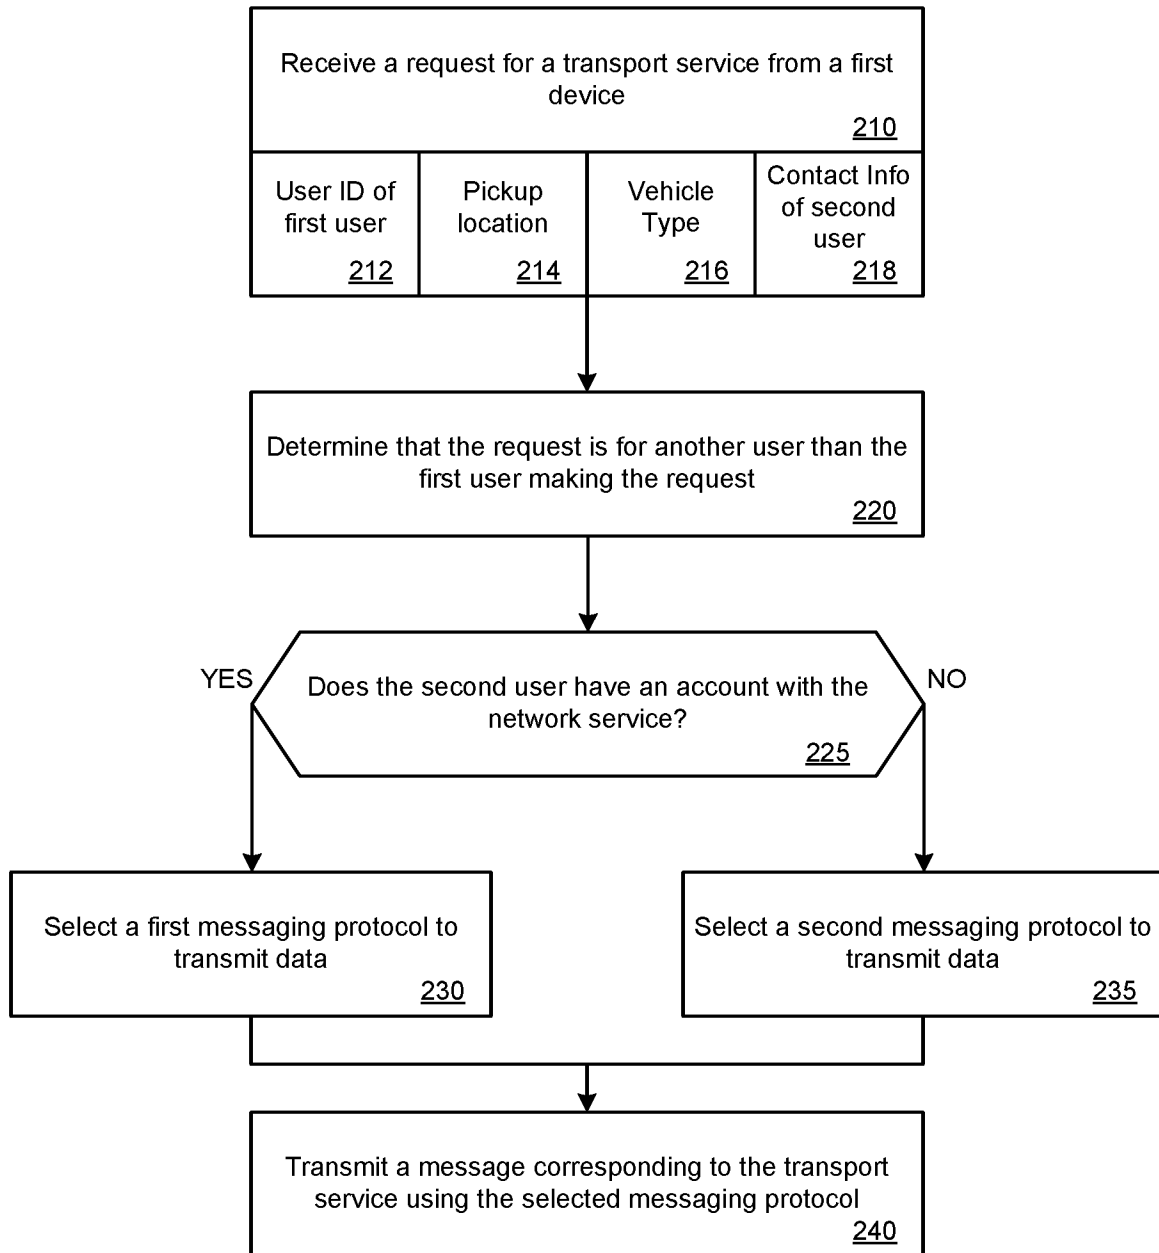 Receive a request for a transport service from a first
device
210
User ID of
first user
212
Pickup
location
214
Vehicle
Type
216
Contact Info
of second
user
218
Determine that the request is for another user than the
first user making the request
220
YES
Does the second user have an account with the
network service?
225
NO
Select a first messaging protocol to
transmit data
230
Select a second messaging protocol to
transmit data
235
Transmit a message corresponding to the transport
service using the selected messaging protocol
240